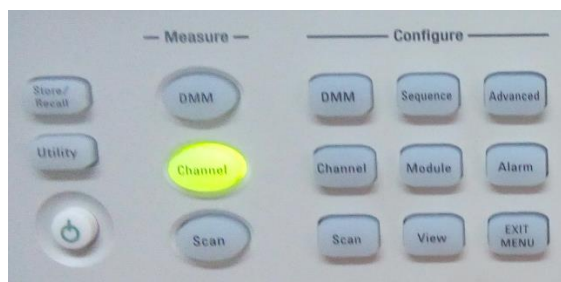 Measure
Configure
Store/
Recall
DMM
DMM
Sequence
Advanced
Utility
Channel
Channel
Module
Alarm
Scan
Scan
View
EXIT
MENU